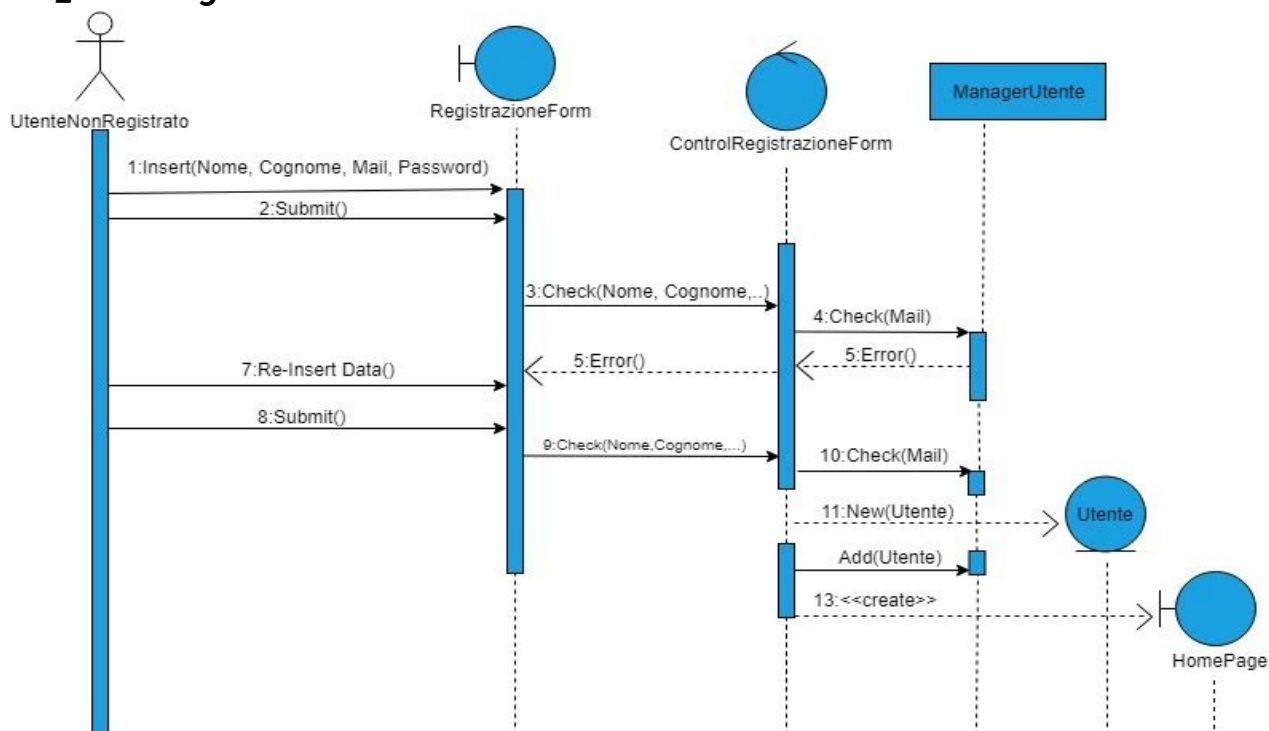 UtenteNonRegistrato
RegistrazioneForm
ControlRegistrazioneForm
ManagerUtente
1:Insert(Nome, Cognome, Mail, Password)
2:Submit()
3:Check(Nome, Cognome,..)
4:Check(Mail)
5:Error()
5:Error()
7:Re-Insert Data()
8:Submit()
9:Check(Nome,Cognome,...)
10:Check(Mail)
11:New(Utente)
Utente
Add(Utente)
13:<<create>>
HomePage